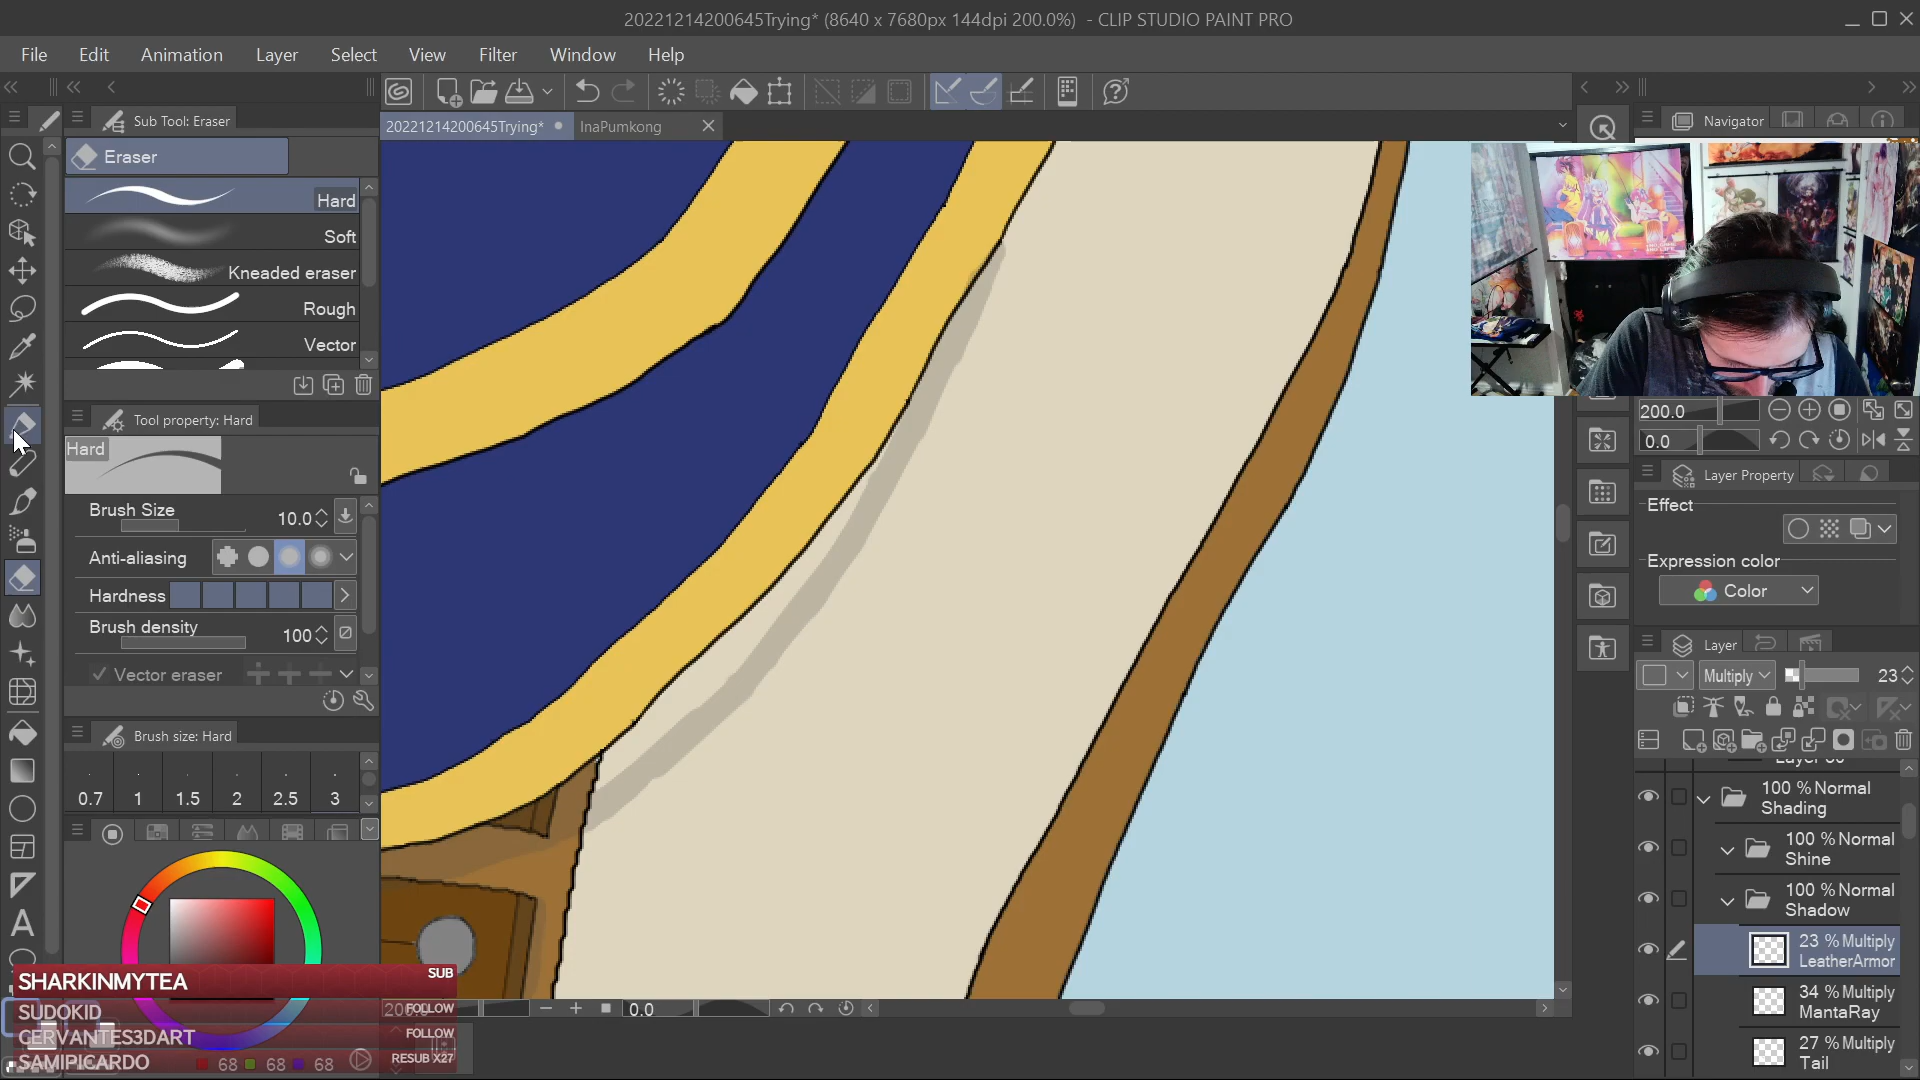 20221214200645Trying* (8640 x 7680px 144dpi 200.0%) - CLIP STUDIO PAINT PRO
File Edit Animation Layer Select View Filter Window Help
Sub Tool: Eraser
20221214200645Trying*
InaPumkong
Navigator
Eraser
Hard
Soft
Kneaded eraser
Rough
Vector
Tool property: Hard
Hard
Brush Size 10.0
Anti-aliasing
Hardness
Brush density 100
Vector eraser
Brush size: Hard
0.7 1 1.5 2 2.5 3
200.0
0.0
Layer Property
Effect
Expression color
Color
Layer
Multiply 23
100 % Normal
Shading
100 % Normal
Shine
100 % Normal
Shadow
23 % Multiply
LeatherArmor
34 % Multiply
MantaRay
27 % Multiply
Tail
SHARKINMYTEA SUB
SUDOKID FOLLOW
CERVANTES3DART FOLLOW
SAMIPICARDO RESUB X27
68 68 68
0.0